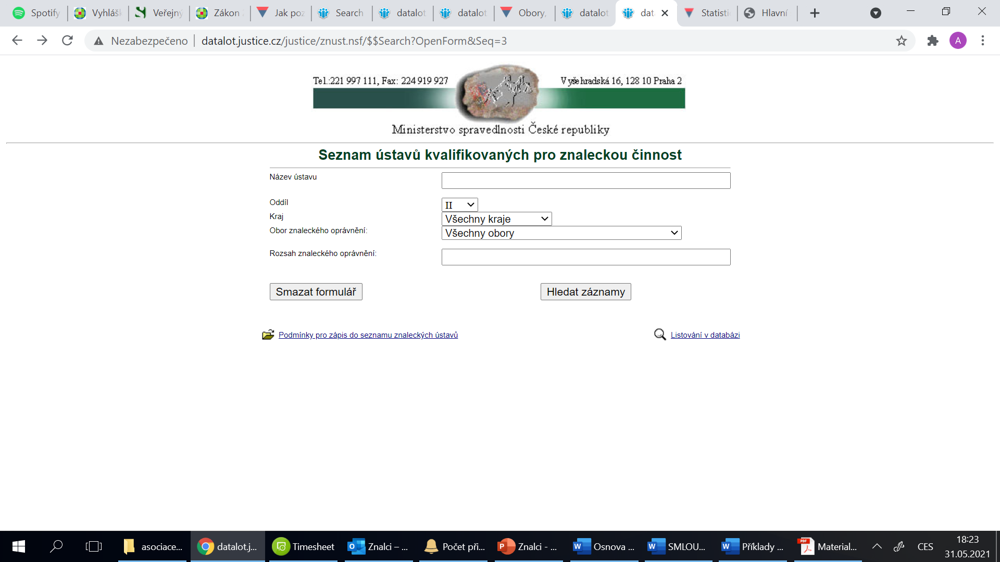 Spotify Vyhlášk Veřejný Zákon Jak poz Search datalot datalot Obory, datalot dat Statisti Hlavní
Nezabezpečeno datalot.justice.cz/justice/znust.nsf/$$Search?OpenForm&Seq=3 A
Tel.:221 997 111, Fax: 224 919 927 Vyšehradská 16, 128 10 Praha 2
Ministerstvo spravedlnosti České republiky
Seznam ústavů kvalifikovaných pro znaleckou činnost
Název ústavu
Oddíl II
Kraj Všechny kraje
Obor znaleckého oprávnění: Všechny obory
Rozsah znaleckého oprávnění:
Smazat formulář Hledat záznamy
Podmínky pro zápis do seznamu znaleckých ústavů Listování v databázi
asociace... datalot.j... Timesheet Znalci – ... Počet při... Znalci - ... Osnova ... SMLOU... Příklady ... Material... CES 18:23
31.05.2021